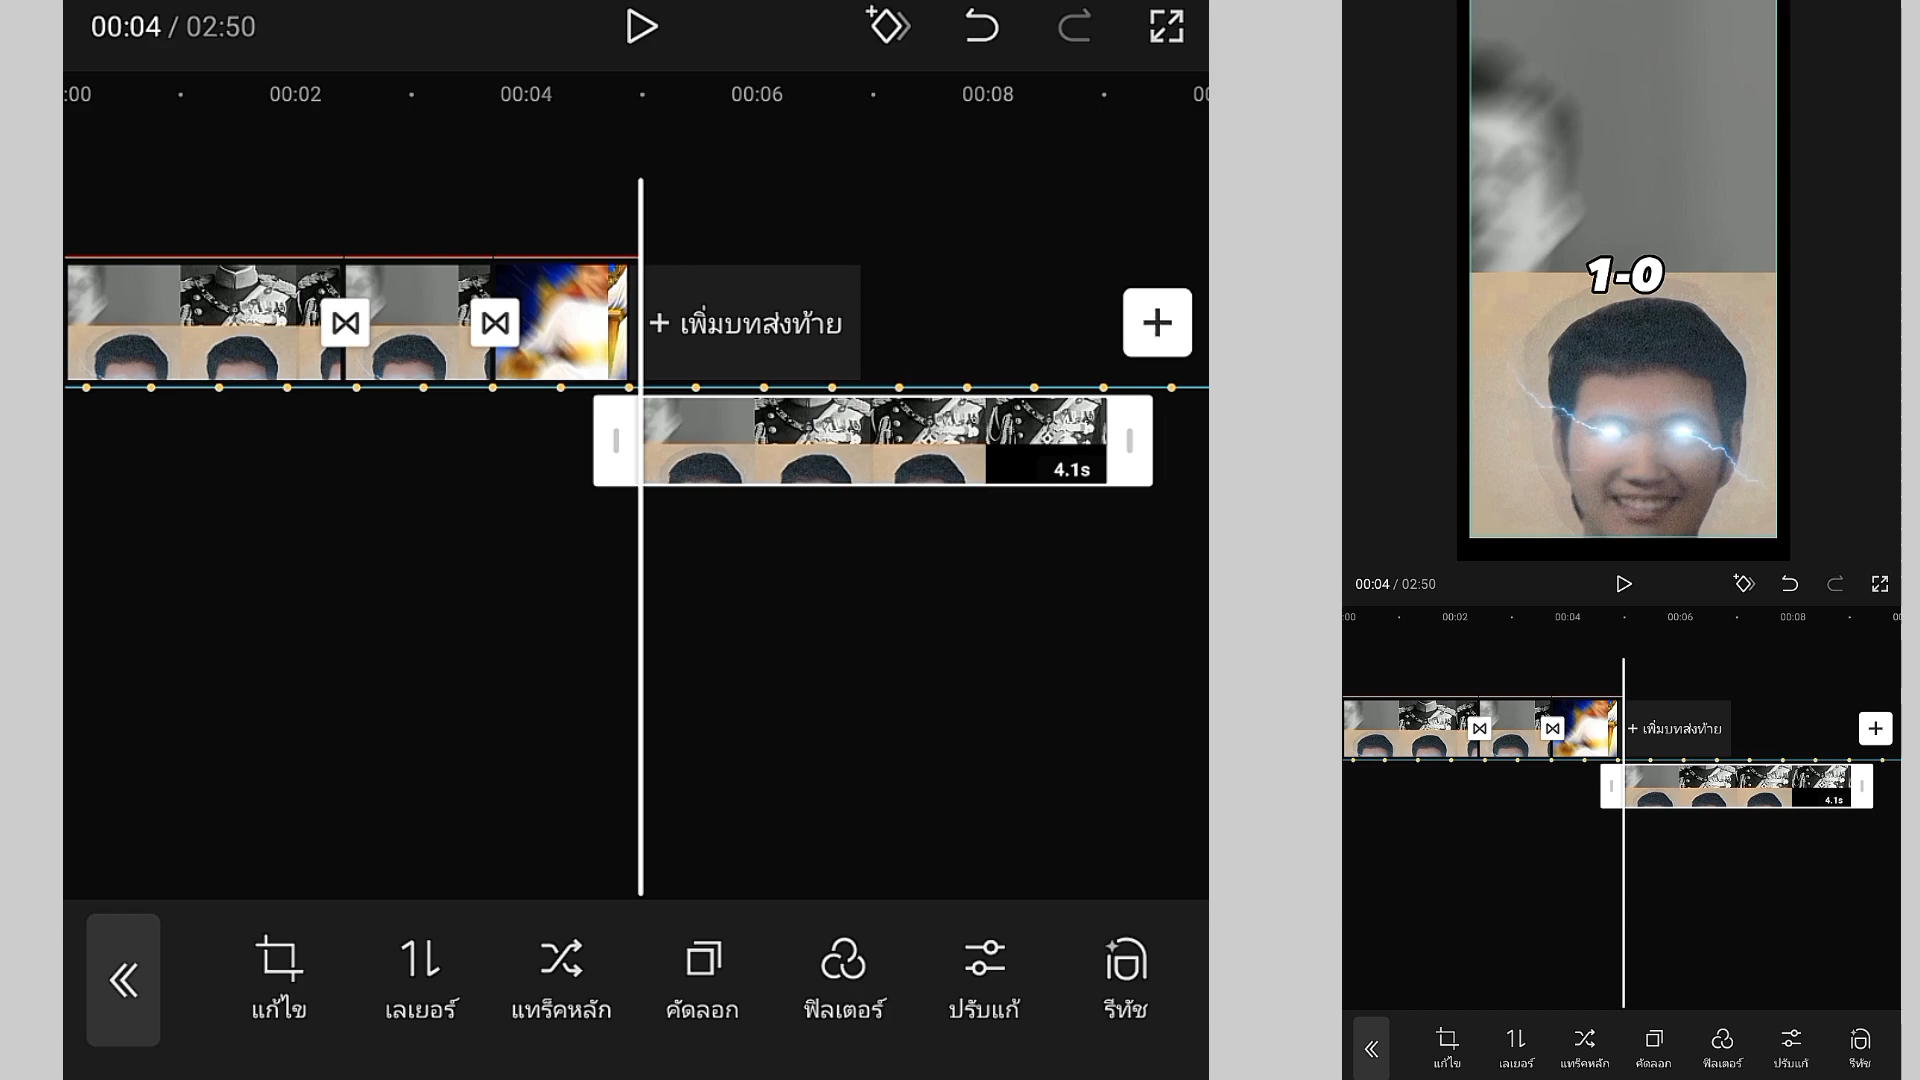 00:04 / 02:50
:00 00:02 00:04 00:06 00:08 00
+ เพิ่มบทส่งท้าย
4.1s
แก้ไข เลเยอร์ แทร็คหลัก คัดลอก ฟิลเตอร์ ปรับแก้ รีทัช
1-0
00:04 / 02:50
:00 00:02 00:04 00:06 00:08 00
+ เพิ่มบทส่งท้าย
4.1s
แก้ไข เลเยอร์ แทร็คหลัก คัดลอก ฟิลเตอร์ ปรับแก้ รีทัช